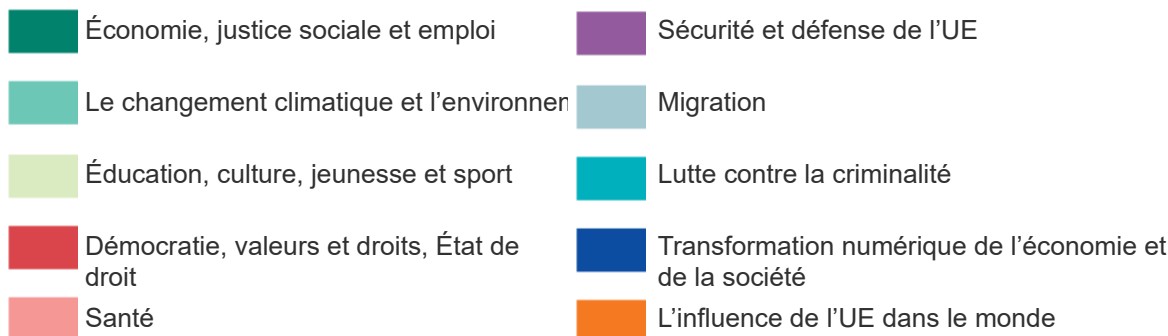 Économie, justice sociale et emploi
Le changement climatique et l’environnen
Éducation, culture, jeunesse et sport
Démocratie, valeurs et droits, État de
droit
Santé
Sécurité et défense de l’UE
Migration
Lutte contre la criminalité
Transformation numérique de l’économie et
de la société
L’influence de l’UE dans le monde